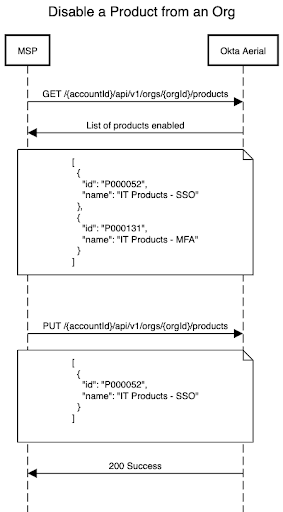 Disable a Product from an Org
MSP
Okta Aerial
GET /{accountId}/api/v1/orgs/{orgId}/products
List of products enabled
[
{
"id": "P000052",
"name": "IT Products - SSO"
},
{
"id": "P000131",
"name": "IT Products - MFA"
}
]
PUT /{accountId}/api/v1/orgs/{orgId}/products
[
{
"id": "P000052",
"name": "IT Products - SSO"
}
]
200 Success